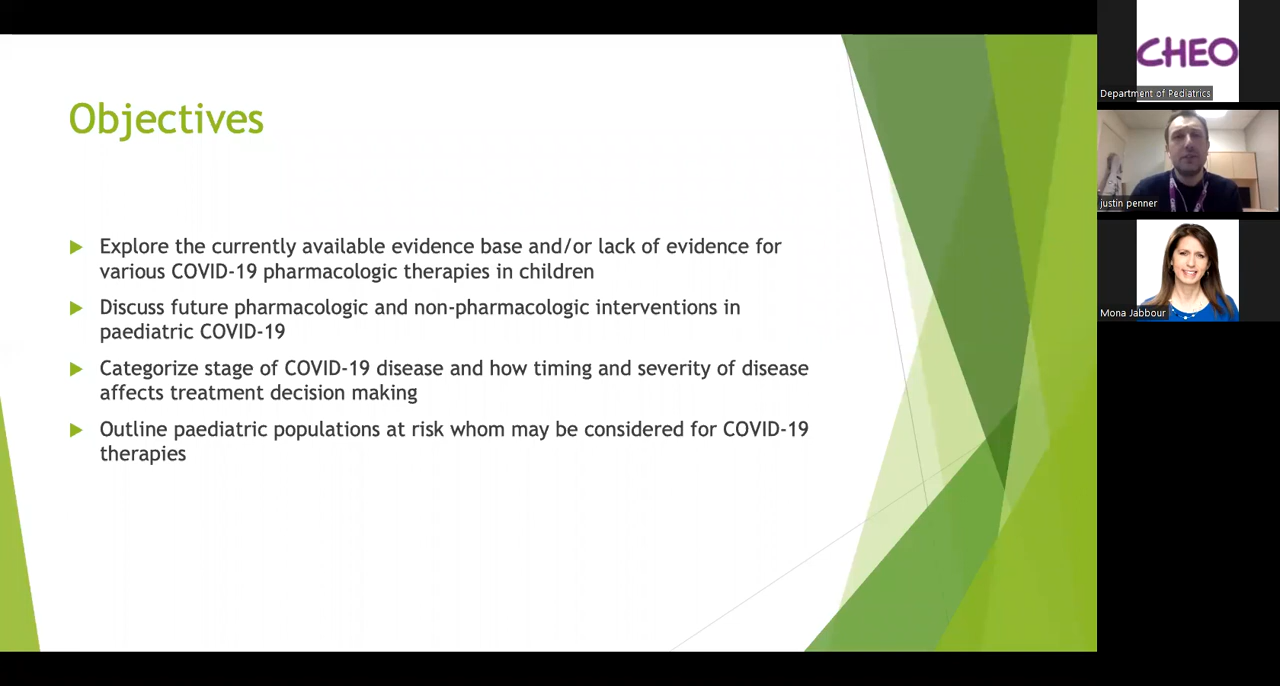 Objectives
Explore the currently available evidence base and/or lack of evidence for
various COVID-19 pharmacologic therapies in children
Discuss future pharmacologic and non-pharmacologic interventions in
paediatric COVID-19
Categorize stage of COVID-19 disease and how timing and severity of disease
affects treatment decision making
Outline paediatric populations at risk whom may be considered for COVID-19
therapies
CHEO
Department of Pediatrics
justin penner
Mona Jabbour